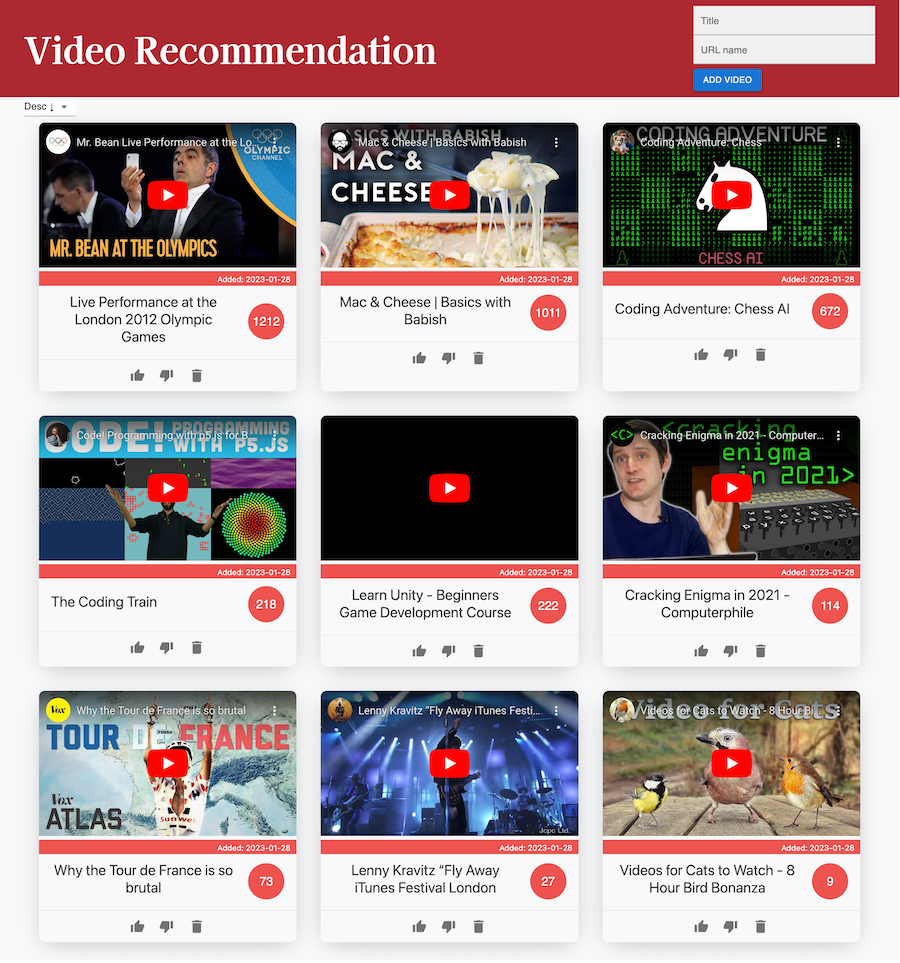 Video Recommendation
Title
URL name
ADD VIDEO
Desc ↓
Mr. Bean Live Performance at the Lo
OLYMPIC
CHANNEL
MR. BEAN AT THE OLYMPICS
Added: 2023-01-28
Live Performance at the
London 2012 Olympic
Games
1212
BASICS WITH BABISH
Mac & Cheese | Basics with Babish
MAC &
CHEESE
Added: 2023-01-28
Mac & Cheese | Basics with
Babish
1011
CODING ADVENTURE
Coding Adventure: Chess
CHESS AI
Added: 2023-01-28
Coding Adventure: Chess AI
672
CODE! PROGRAMMING
WITH P5.JS
Code! Programming with p5.js for B...
Added: 2023-01-28
The Coding Train
218
Added: 2023-01-28
Learn Unity - Beginners
Game Development Course
222
<cracking
<C> Cracking Enigma in 2021 - Computer...
enigma
in 2021>
Added: 2023-01-28
Cracking Enigma in 2021 -
Computerphile
114
Vox Why the Tour de France is so brutal
TOUR DE FRANCE
Vox
ATLAS
Sunweb
Added: 2023-01-28
Why the Tour de France is so
brutal
73
Lenny Kravitz “Fly Away iTunes Festi...
Jcpc Ltd.
Added: 2023-01-28
Lenny Kravitz “Fly Away
iTunes Festival London
27
Video for Cats
Videos for Cats to Watch - 8 Hour Bi...
Added: 2023-01-28
Videos for Cats to Watch - 8
Hour Bird Bonanza
9